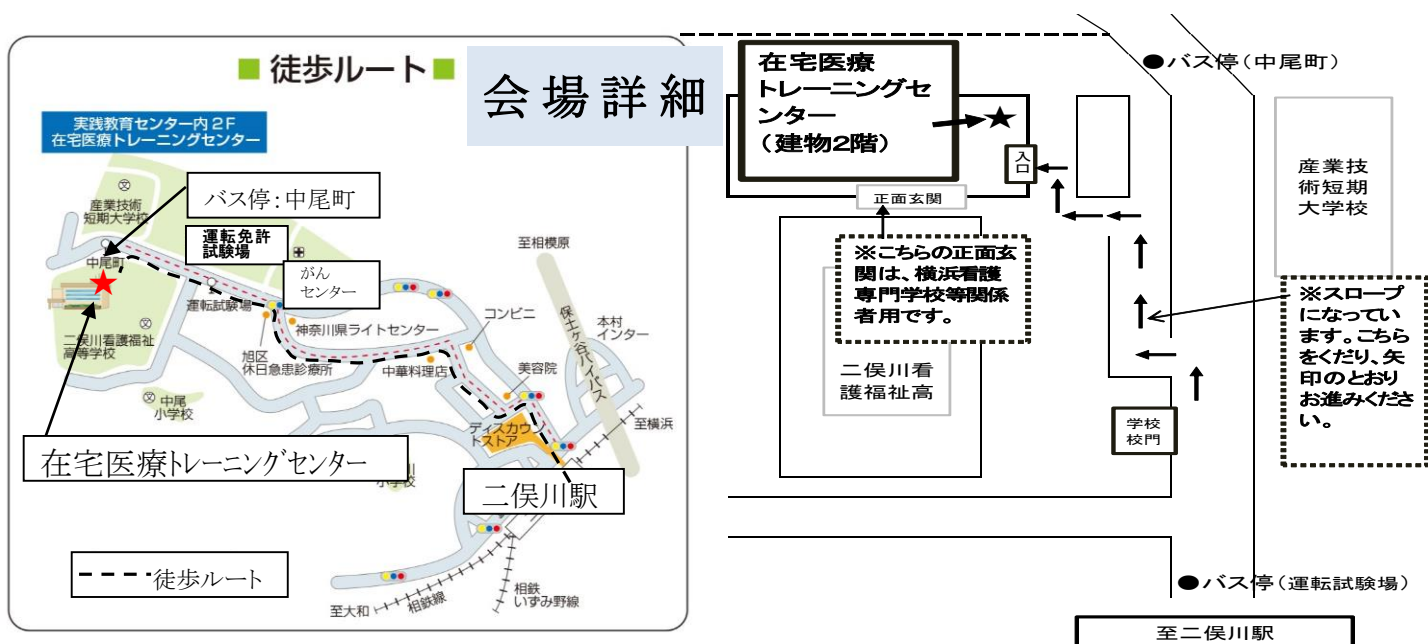 ■ 徒歩ルート ■
会場詳細
実践教育センター内2F
在宅医療トレーニングセンター
バス停:中尾町
産業技術
短期大学校
運転免許
試験場
がん
センター
中尾町
運転試験場
至相模原
コンビニ
保土ヶ谷バイパス
本村
インター
神奈川県ライトセンター
二俣川看護福祉
高等学校
旭区
休日急患診療所
中華料理店
美容院
中尾
小学校
ディスカウ
ントストア
至横浜
在宅医療トレーニングセンター
小学校
二俣川駅
徒歩ルート
至大和
相鉄線
相鉄
いずみ野線
在宅医療
トレーニングセ
ンター
(建物2階)
★
入口
正面玄関
※こちらの正面玄
関は、横浜看護
専門学校等関係
者用です。
二俣川看
護福祉高
●バス停(中尾町)
産業技
術短期
大学校
※スロープ
になってい
ます。こちら
をくだり、矢
印のとおり
お進みくださ
い。
学校
校門
●バス停(運転試験場)
至二俣川駅